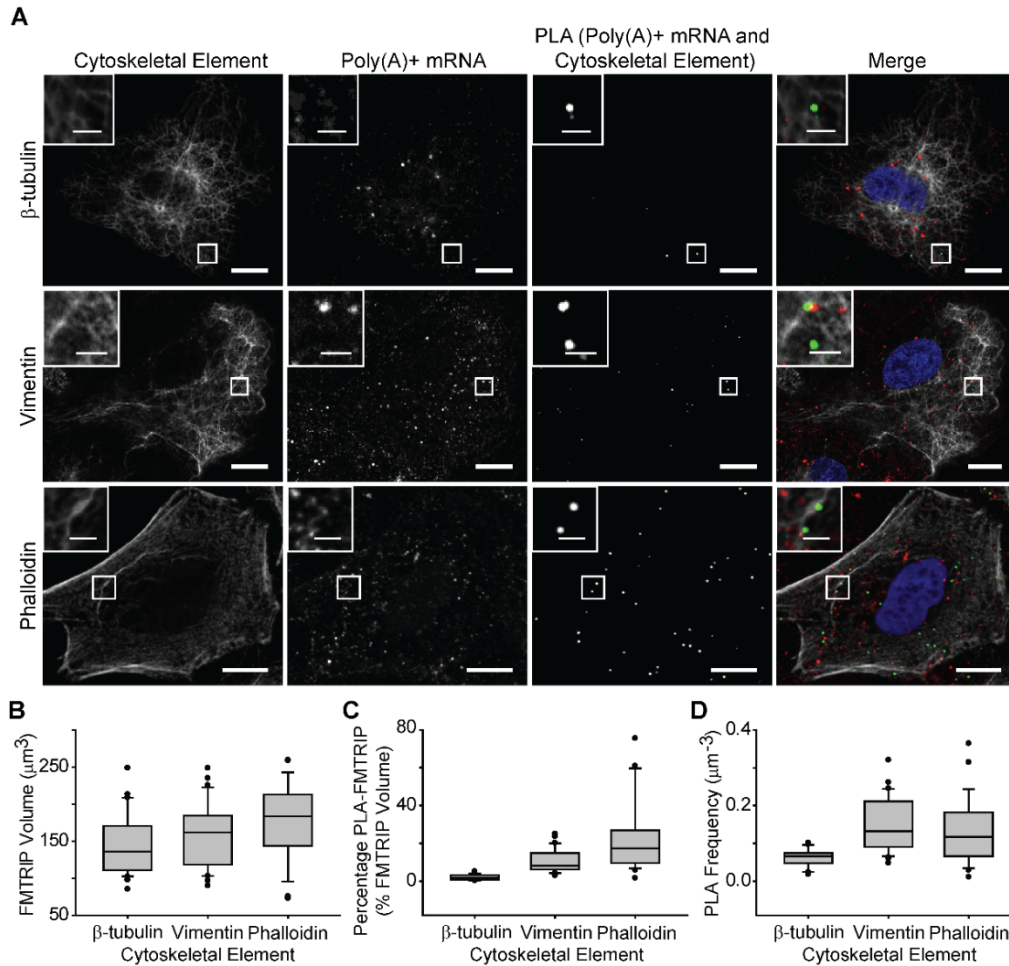 A
Cytoskeletal Element
Poly(A)+ mRNA
PLA (Poly(A)+ mRNA and
Cytoskeletal Element)
Merge
β-tubulin
Vimentin
Phalloidin
B
FMTRIP Volume (μm³)
250
150
50
β-tubulin Vimentin Phalloidin
Cytoskeletal Element
C
Percentage PLA-FMTRIP
(% FMTRIP Volume)
80
40
0
β-tubulin Vimentin Phalloidin
Cytoskeletal Element
D
PLA Frequency (μm-3)
0.4
0.2
0.0
β-tubulin Vimentin Phalloidin
Cytoskeletal Element